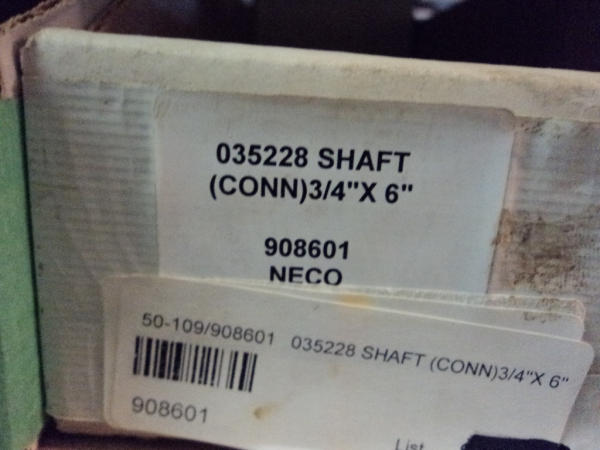 035228 SHAFT
(CONN)3/4"X 6"
908601
NECO
50-109/908601 035228 SHAFT (CONN)3/4"X 6"
908601
List